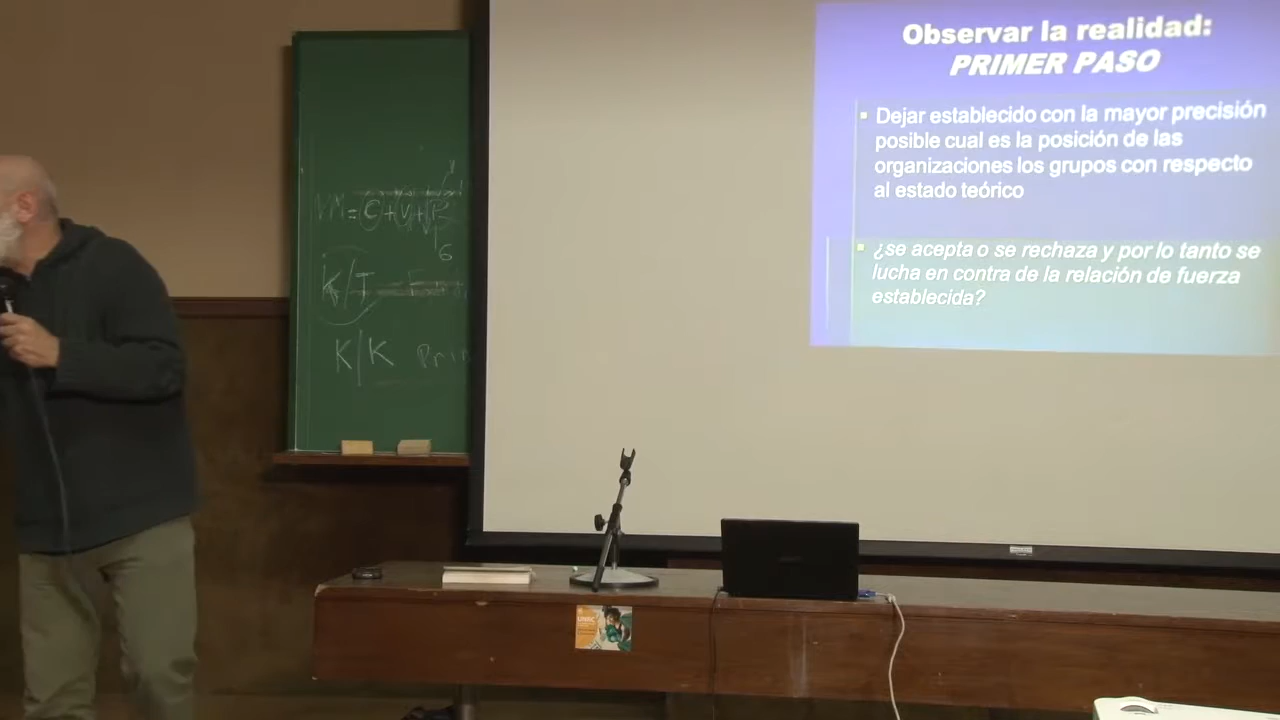 Observar la realidad:
PRIMER PASO
Dejar establecido con la mayor precisión
posible cual es la posición de las
organizaciones los grupos con respecto
al estado teórico
¿se acepta o se rechaza y por lo tanto se
lucha en contra de la relación de fuerza
establecida?
6
K/I
K/K Prin